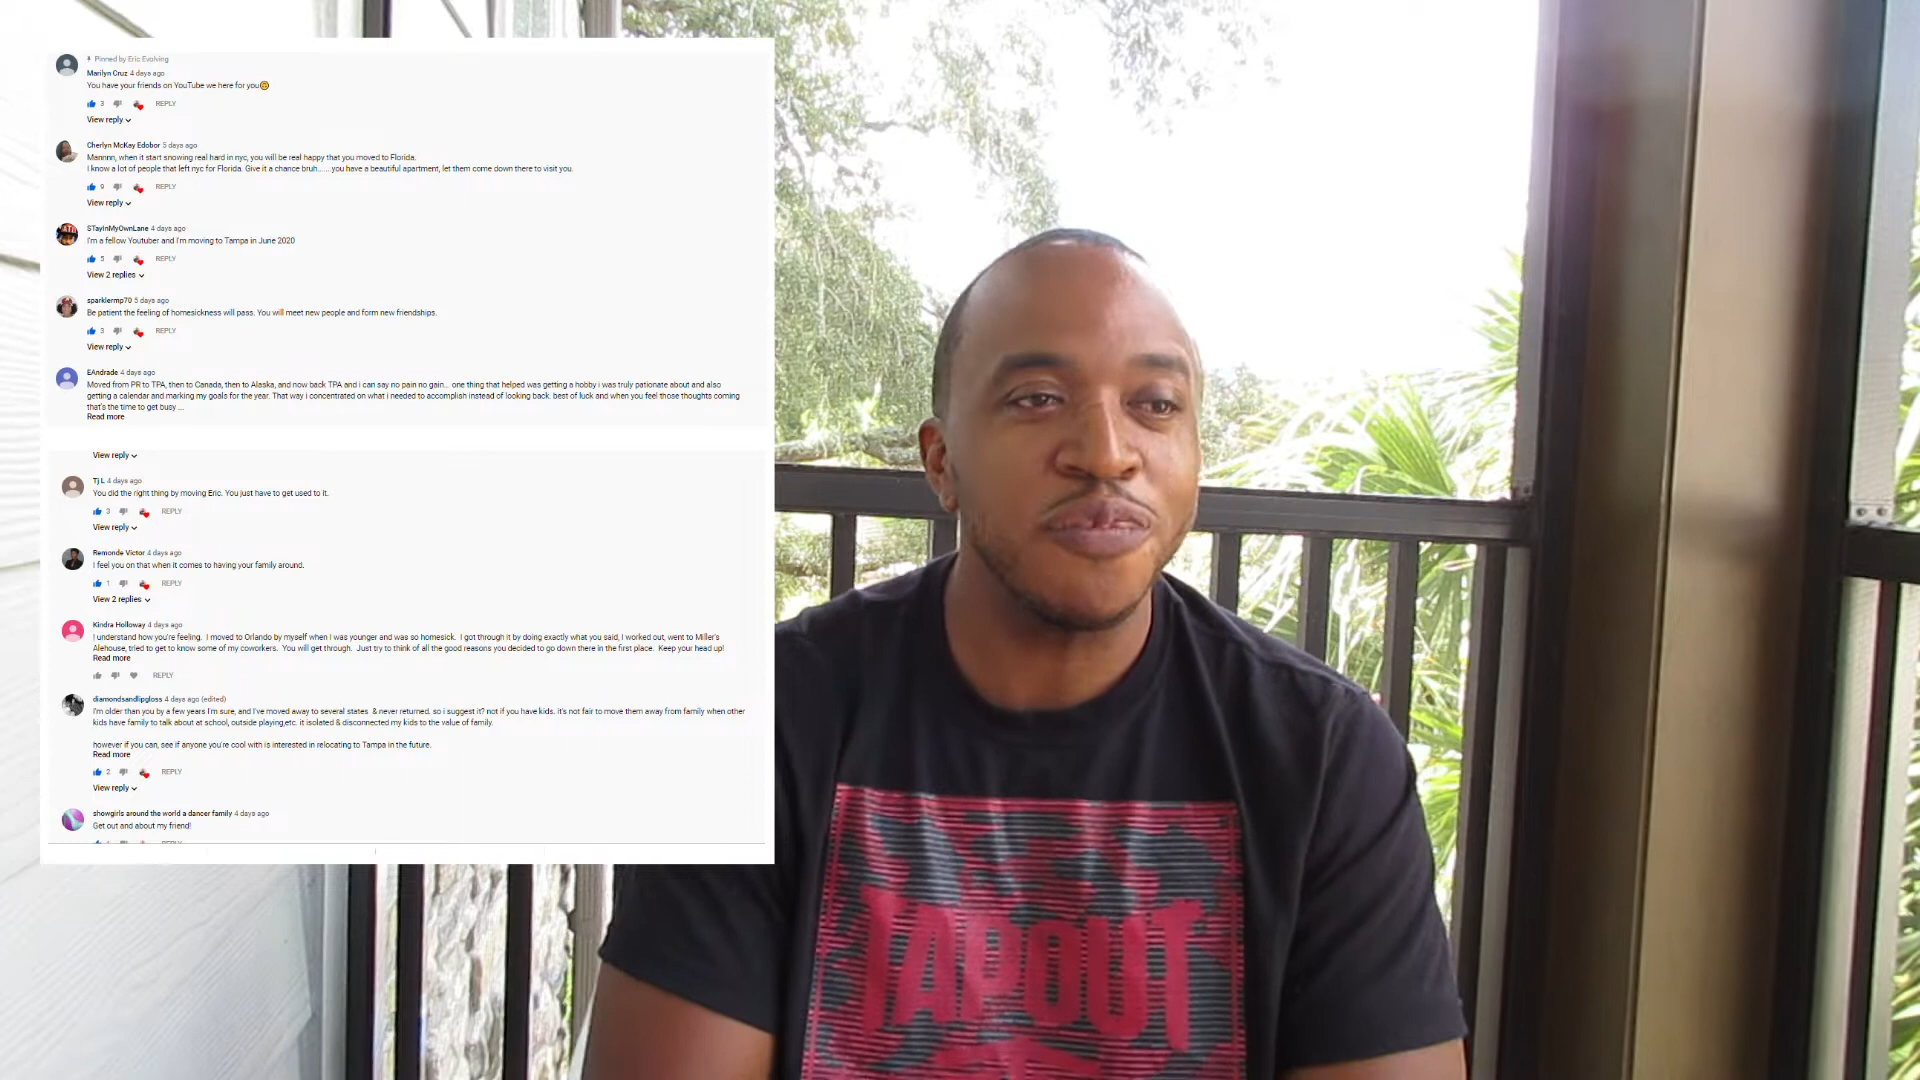 Pinned by Eric Evolving
Marilyn Cruz 4 days ago
You have your friends on YouTube we here for you
3 REPLY
View reply
Cherlyn McKay Edobor 5 days ago
Mannnn, when it start snowing real hard in nyc, you will be real happy that you moved to Florida.
I know a lot of people that left nyc for Florida. Give it a chance bruh...... you have a beautiful apartment, let them come down there to visit you.
9 REPLY
View reply
STayInMyOwnLane 4 days ago
I'm a fellow Youtuber and I'm moving to Tampa in June 2020
5 REPLY
View 2 replies
sparklermp70 5 days ago
Be patient the feeling of homesickness will pass. You will meet new people and form new friendships.
3 REPLY
View reply
EAndrade 4 days ago
Moved from PR to TPA, then to Canada, then to Alaska, and now back TPA and i can say no pain no gain... one thing that helped was getting a hobby i was truly pationate about and also
getting a calendar and marking my goals for the year. That way i concentrated on what i needed to accomplish instead of looking back. best of luck and when you feel those thoughts coming
that's the time to get busy ...
Read more
View reply
Tj L 4 days ago
You did the right thing by moving Eric. You just have to get used to it.
3 REPLY
View reply
Remonde Victor 4 days ago
I feel you on that when it comes to having your family around.
1 REPLY
View 2 replies
Kindra Holloway 4 days ago
I understand how you're feeling. I moved to Orlando by myself when I was younger and was so homesick. I got through it by doing exactly what you said, I worked out, went to Miller's
Alehouse, tried to get to know some of my coworkers. You will get through. Just try to think of all the good reasons you decided to go down there in the first place. Keep your head up!
Read more
REPLY
diamondsandlipgloss 4 days ago (edited)
I'm older than you by a few years I'm sure, and I've moved away to several states & never returned. so i suggest it? not if you have kids. it's not fair to move them away from family when other
kids have family to talk about at school, outside playing,etc. it isolated & disconnected my kids to the value of family.
however if you can, see if anyone you're cool with is interested in relocating to Tampa in the future.
Read more
2 REPLY
View reply
showgirls around the world a dancer family 4 days ago
Get out and about my friend!
TAPOUT